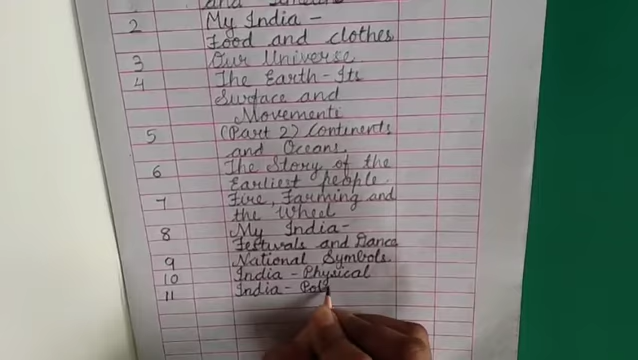 and
2 My India -
Food and clothes
3 Our Universe
4 The Earth - Its
Surface and
Movements
5 (Part 2) Continents
and Oceans
6 The Story of the
Earliest people
7 Fire, Farming and
the Wheel
8 My India -
Festivals and Dance
9 National Symbols
10 India - Physical
11 India - Pol